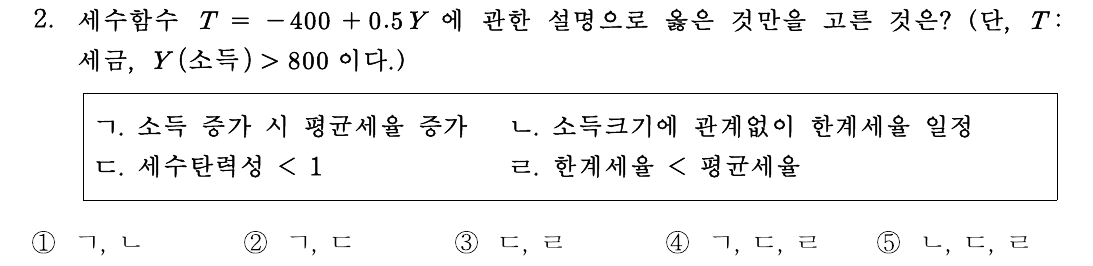 2. 세수함수 T = −400 + 0.5Y 에 관한 설명으로 옳은 것만을 고른 것은? (단, T:
세금, Y(소득) > 800 이다.)
ㄱ. 소득 증가 시 평균세율 증가 ㄴ. 소득크기에 관계없이 한계세율 일정
ㄷ. 세수탄력성 < 1 ㄹ. 한계세율 < 평균세율
① ㄱ, ㄴ ② ㄱ, ㄷ ③ ㄷ, ㄹ ④ ㄱ, ㄷ, ㄹ ⑤ ㄴ, ㄷ, ㄹ